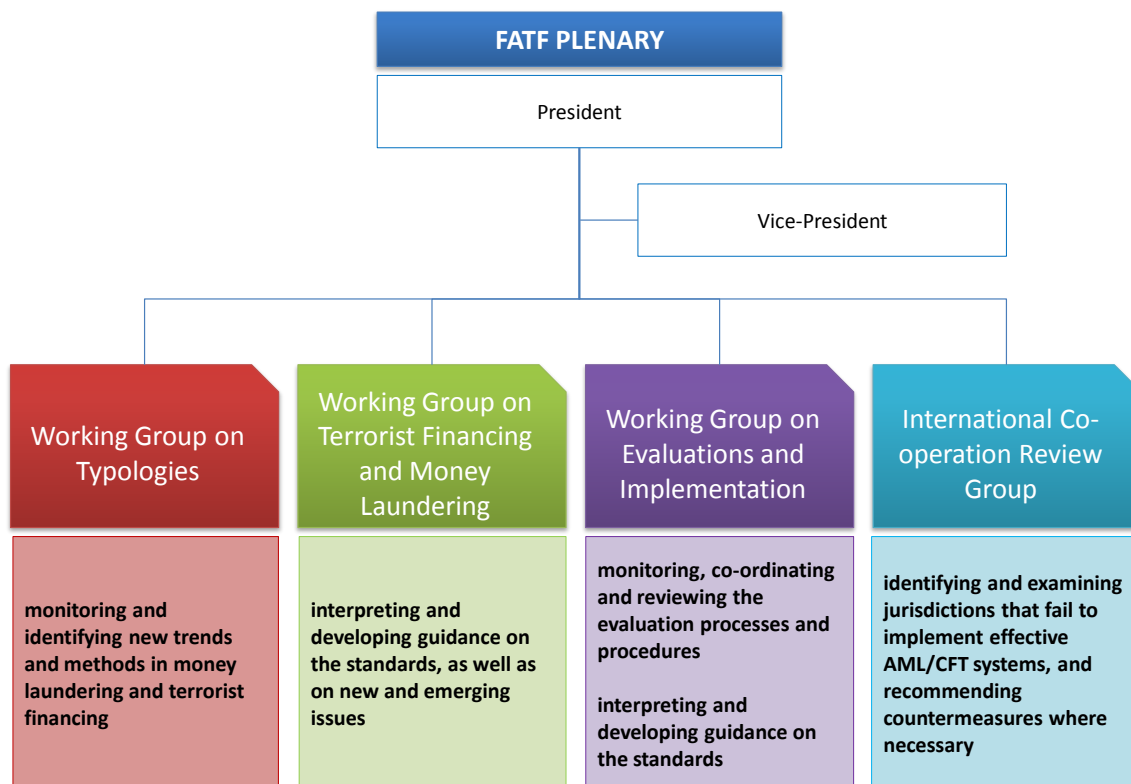 FATF PLENARY
President
Vice-President
Working Group on
Typologies
Working Group on
Terrorist Financing
and Money
Laundering
Working Group on
Evaluations and
Implementation
International Co-
operation Review
Group
monitoring and
identifying new trends
and methods in money
laundering and terrorist
financing
interpreting and
developing guidance on
the standards, as well as
on new and emerging
issues
monitoring, co-ordinating
and reviewing the
evaluation processes and
procedures
interpreting and
developing guidance on
the standards
identifying and examining
jurisdictions that fail to
implement effective
AML/CFT systems, and
recommending
countermeasures where
necessary